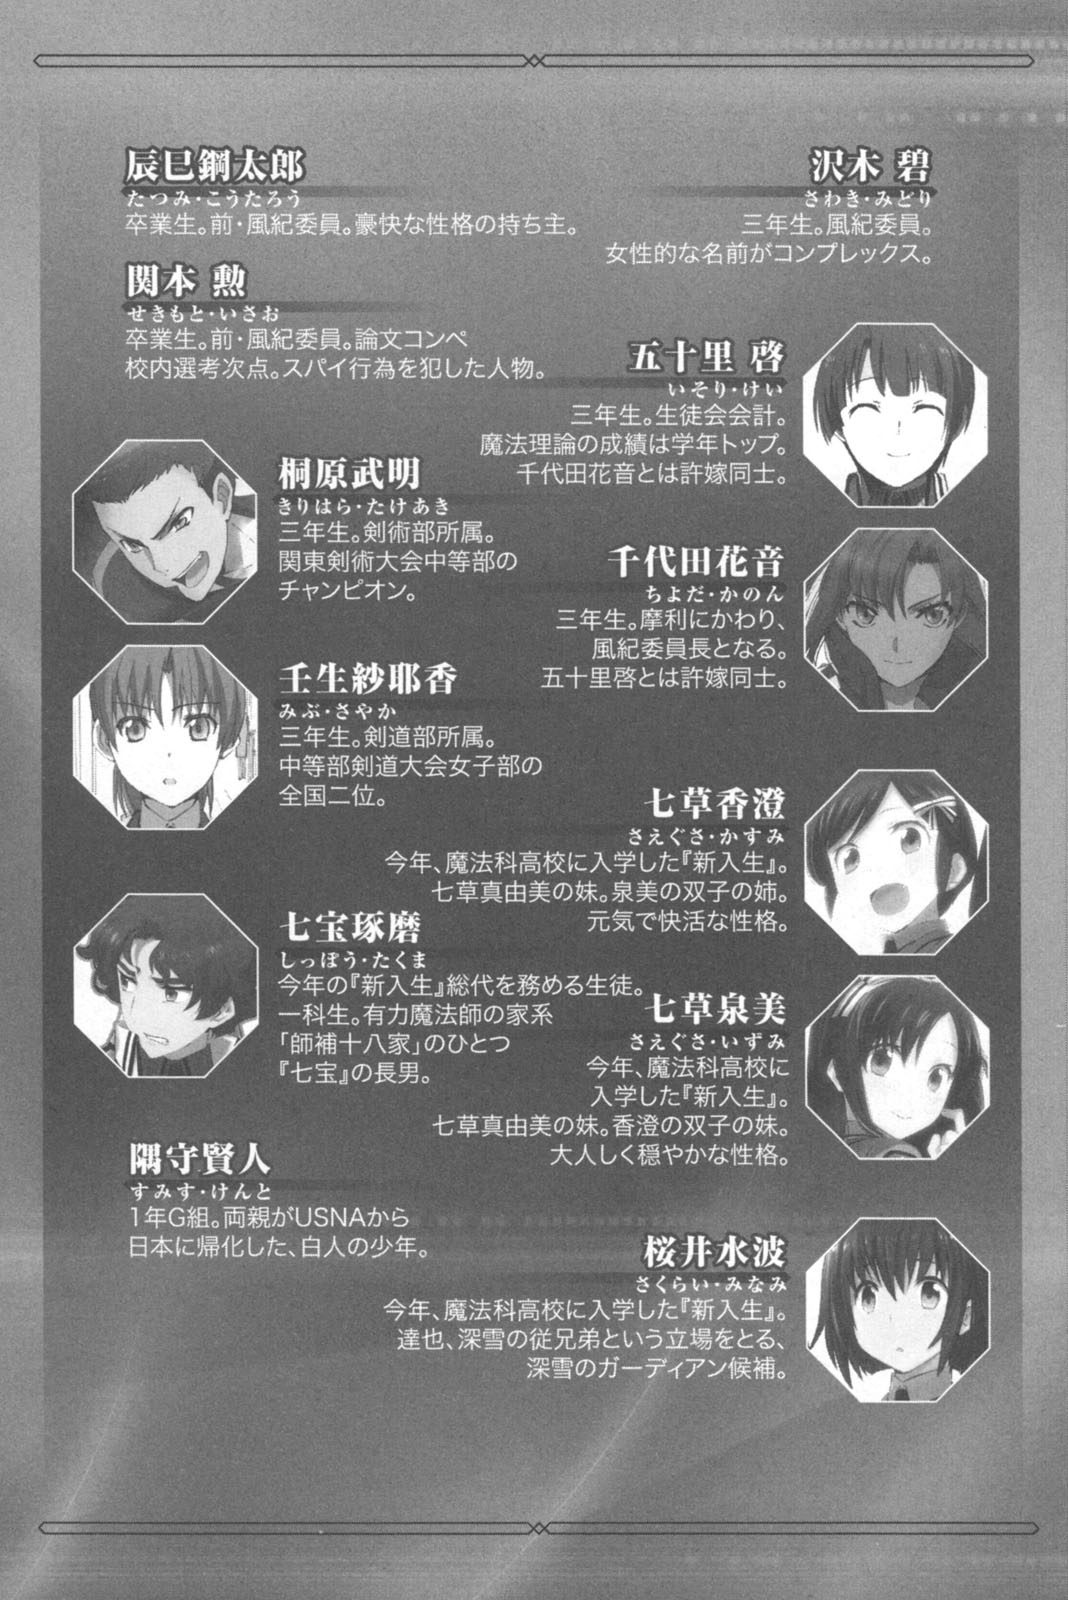 沢木 碧
さわき・みどり
三年生。風紀委員。
女性的な名前がコンプレックス。
辰巳鋼太郎
たつみ・こうたろう
卒業生。前・風紀委員。豪快な性格の持ち主。
関本 勲
せきもと・いさお
卒業生。前・風紀委員。論文コンペ
校内選考次点。スパイ行為を犯した人物。
五十里 啓
いそり・けい
三年生。生徒会会計。
魔法理論の成績は学年トップ。
千代田花音とは許嫁同士。
桐原武明
きりはら・たけあき
三年生。剣術部所属。
関東剣術大会中等部の
チャンピオン。
千代田花音
ちよだ・かのん
三年生。摩利にかわり、
風紀委員長となる。
五十里啓とは許嫁同士。
壬生紗耶香
みぶ・さやか
三年生。剣道部所属。
中等部剣道大会女子部の
全国二位。
七草香澄
さえぐさ・かすみ
今年、魔法科高校に入学した『新入生』。
七草真由美の妹。泉美の双子の姉。
元気で快活な性格。
七宝琢磨
しっぽう・たくま
今年の『新入生』総代を務める生徒。
一科生。有力魔法師の家系
「師補十八家」のひとつ
『七宝』の長男。
七草泉美
さえぐさ・いずみ
今年、魔法科高校に
入学した『新入生』。
七草真由美の妹。香澄の双子の妹。
大人しく穏やかな性格。
隅守賢人
すみす・けんと
1年G組。両親がUSNAから
日本に帰化した、白人の少年。
桜井水波
さくらい・みなみ
今年、魔法科高校に入学した『新入生』。
達也、深雪の従兄弟という立場をとる、
深雪のガーディアン候補。